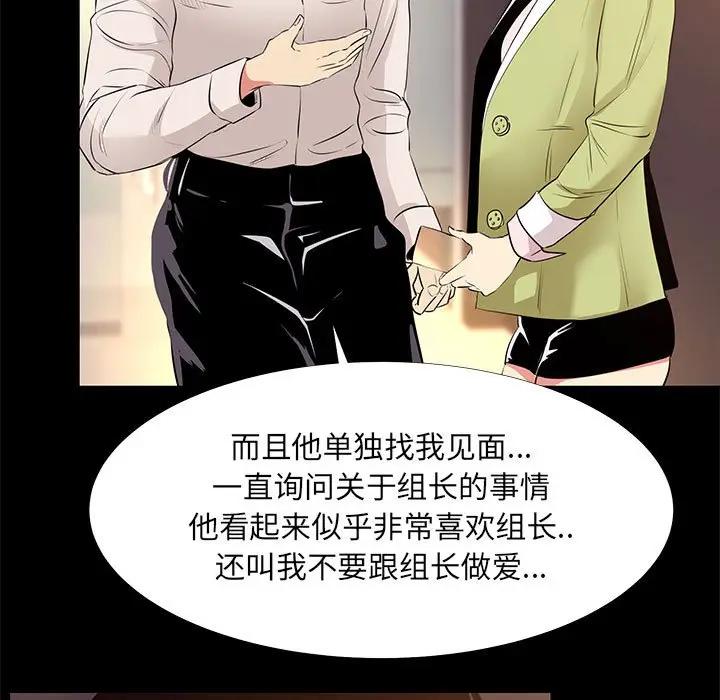 而且他单独找我见面...
一直询问关于组长的事情
他看起来似乎非常喜欢组长..
还叫我不要跟组长做爱...